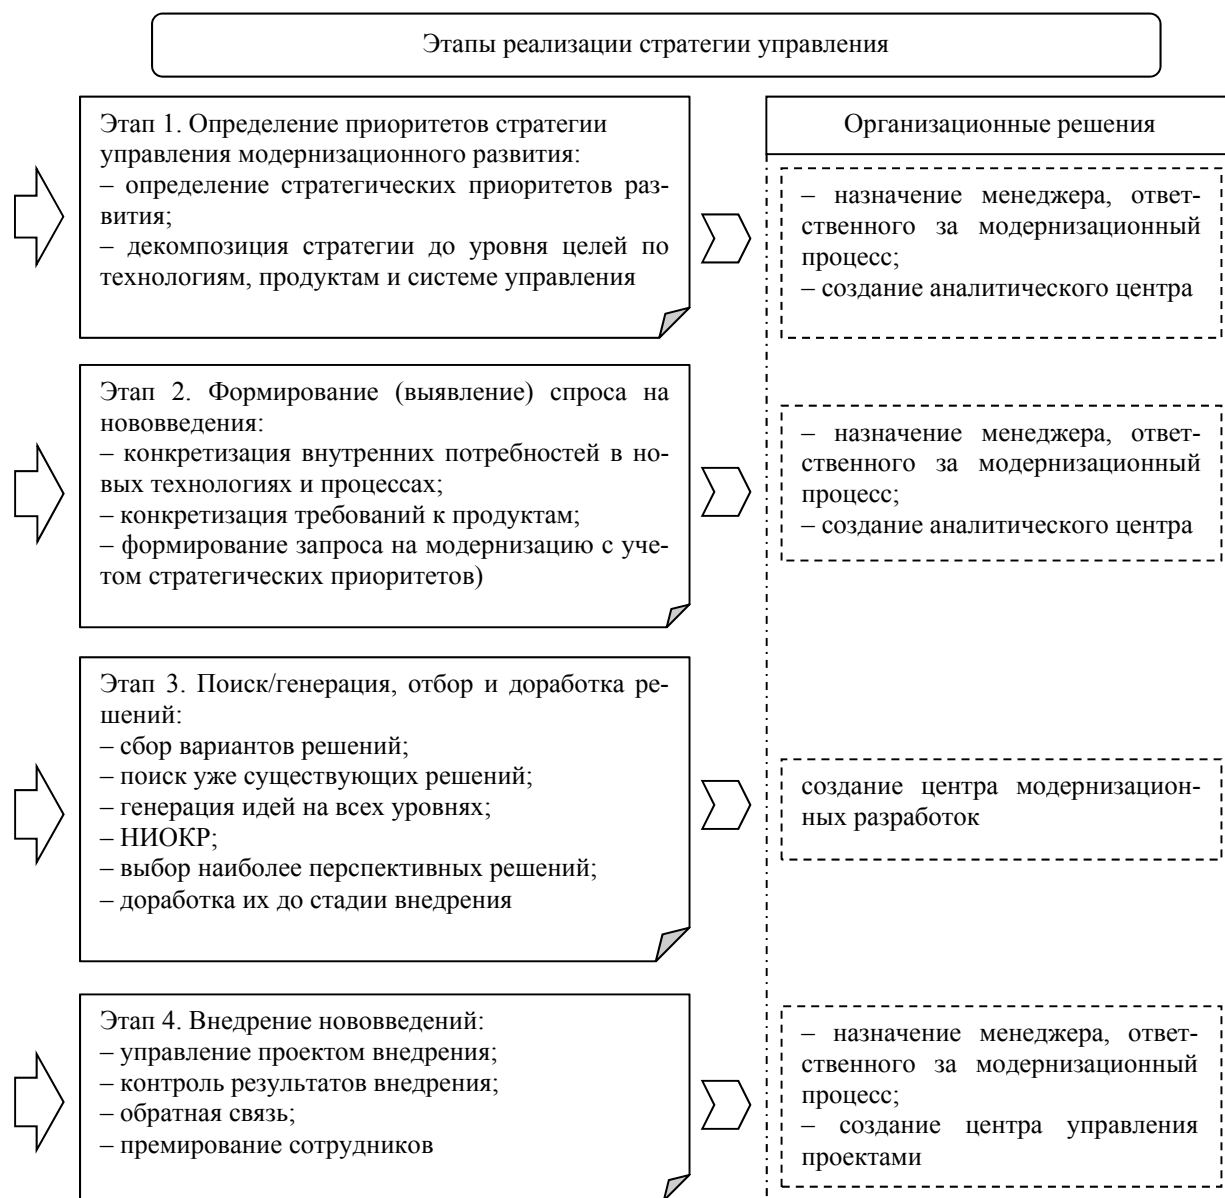 Этапы реализации стратегии управления
Этап 1. Определение приоритетов стратегии
управления модернизационного развития:
– определение стратегических приоритетов раз-
вития;
– декомпозиция стратегии до уровня целей по
технологиям, продуктам и системе управления
Организационные решения
– назначение менеджера, ответ-
ственного за модернизационный
процесс;
– создание аналитического центра
Этап 2. Формирование (выявление) спроса на
нововведения:
– конкретизация внутренних потребностей в но-
вых технологиях и процессах;
– конкретизация требований к продуктам;
– формирование запроса на модернизацию с уче-
том стратегических приоритетов)
– назначение менеджера, ответ-
ственного за модернизационный
процесс;
– создание аналитического центра
Этап 3. Поиск/генерация, отбор и доработка ре-
шений:
– сбор вариантов решений;
– поиск уже существующих решений;
– генерация идей на всех уровнях;
– НИОКР;
– выбор наиболее перспективных решений;
– доработка их до стадии внедрения
создание центра модернизацион-
ных разработок
Этап 4. Внедрение нововведений:
– управление проектом внедрения;
– контроль результатов внедрения;
– обратная связь;
– премирование сотрудников
– назначение менеджера, ответ-
ственного за модернизационный
процесс;
– создание центра управления
проектами